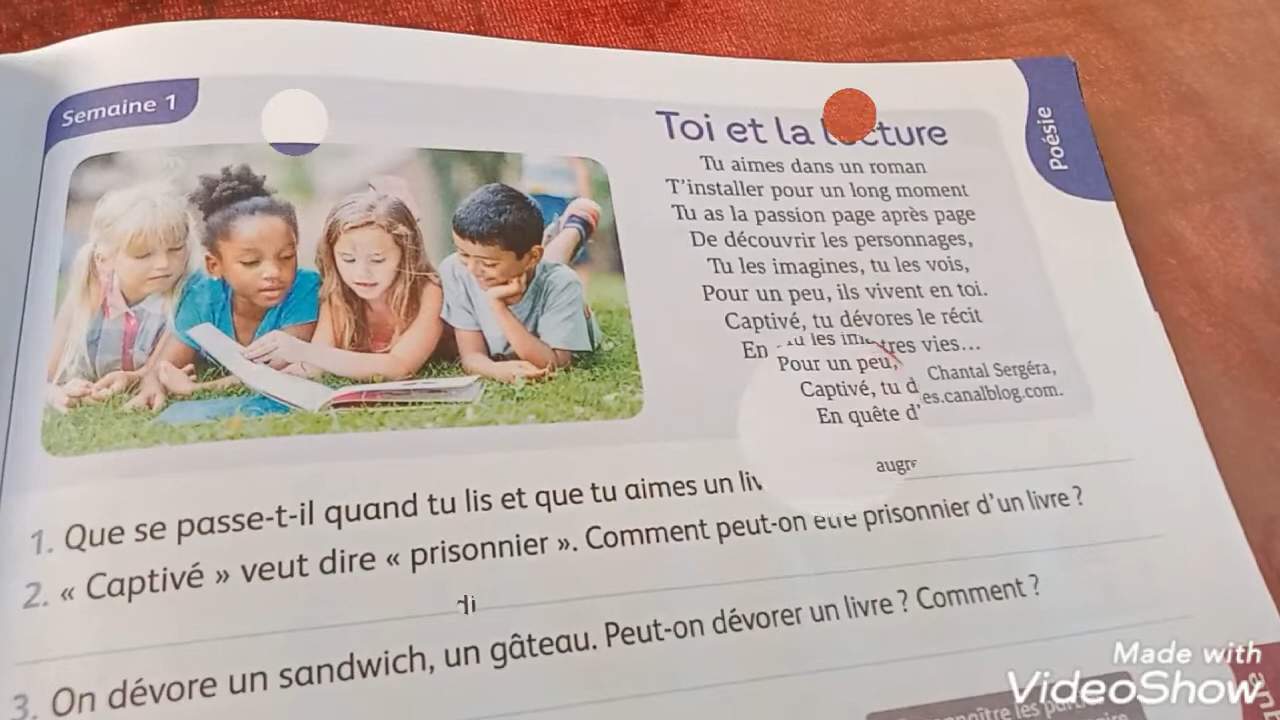 Semaine 1
Poésie
Toi et la
Tu aimes dans un roman
T'installer pour un long moment
Tu as la passion page après page
De découvrir les personnages,
Tu les imagines, tu les vois,
Pour un peu, ils vivent en toi.
Captivé, tu dévores le récit
En
les
vies...
Pour un peu,
Chantal Sergéra,
Captivé, tu
es.canalblog.com.
En quête
1. Que se passe-t-il quand tu lis et que tu aimes un
2. « Captivé » veut dire « prisonnier ». Comment peut-on être prisonnier d'un livre ?
3. On dévore un sandwich, un gâteau. Peut-on dévorer un livre ? Comment ?
Made with
VideoShow